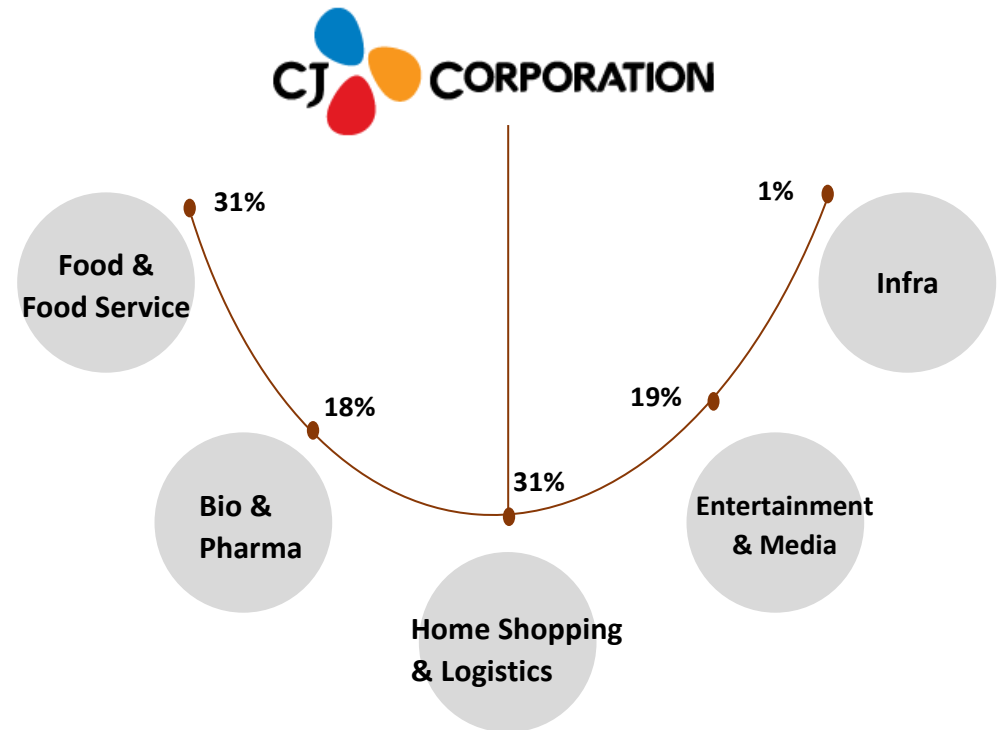 CJ CORPORATION
31%
1%
Food &
Food Service
Infra
18%
19%
31%
Bio &
Pharma
Entertainment
& Media
Home Shopping
& Logistics